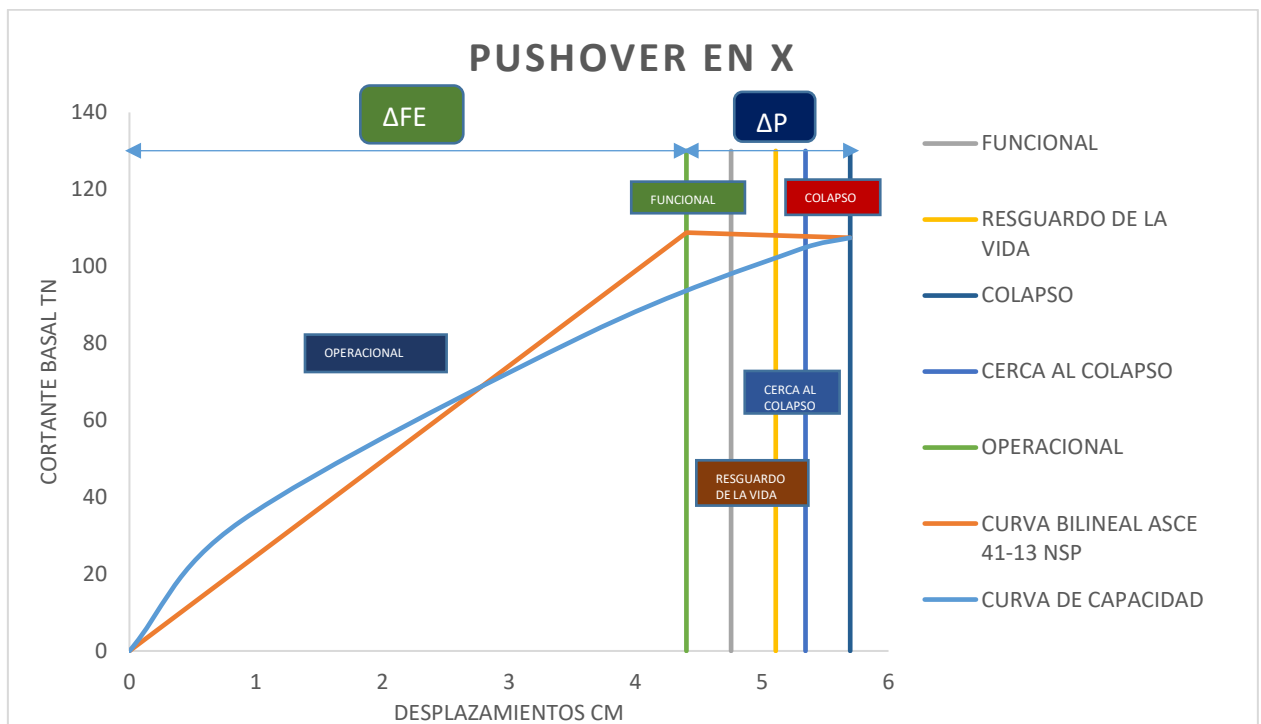 PUSHOVER EN X
ΔFE
ΔP
CORTANTE BASAL TN
140
120
100
80
60
40
20
0
0 1 2 3 4 5 6
DESPLAZAMIENTOS CM
OPERACIONAL
FUNCIONAL
COLAPSO
CERCA AL
COLAPSO
RESGUARDO
DE LA VIDA
FUNCIONAL
RESGUARDO DE LA
VIDA
COLAPSO
CERCA AL COLAPSO
OPERACIONAL
CURVA BILINEAL ASCE
41-13 NSP
CURVA DE CAPACIDAD